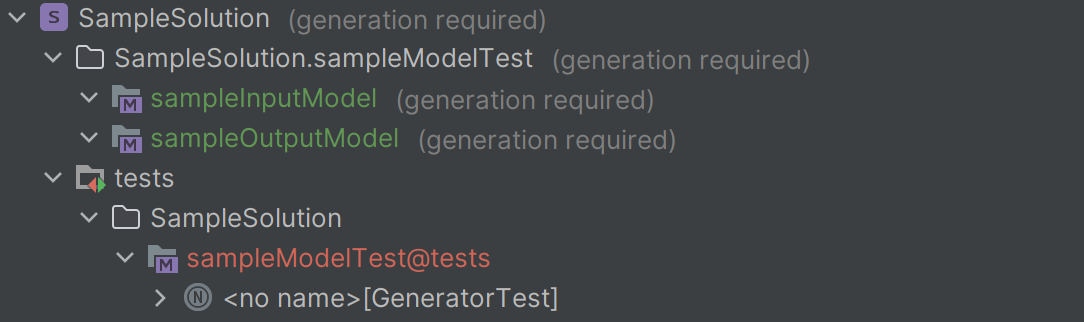 S SampleSolution (generation required)
SampleSolution.sampleModelTest (generation required)
M sampleInputModel (generation required)
M sampleOutputModel (generation required)
tests
SampleSolution
M sampleModelTest@tests
N <no name>[GeneratorTest]